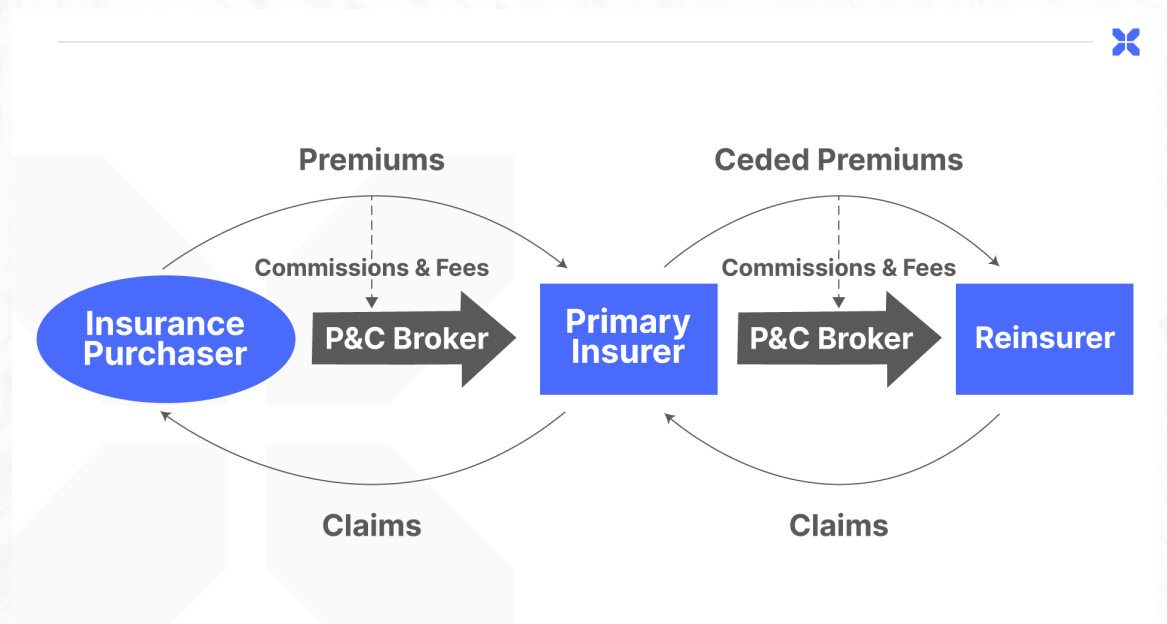 Premiums
Ceded Premiums
Commissions & Fees
Commissions & Fees
Insurance
Purchaser
P&C Broker
Primary
Insurer
P&C Broker
Reinsurer
Claims
Claims